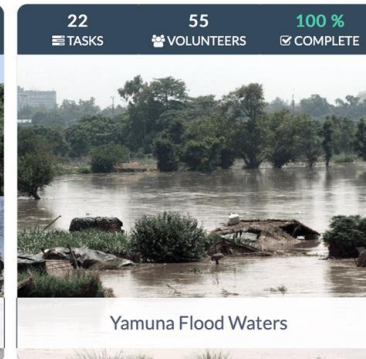 22
TASKS
55
VOLUNTEERS
100 %
COMPLETE
Yamuna Flood Waters